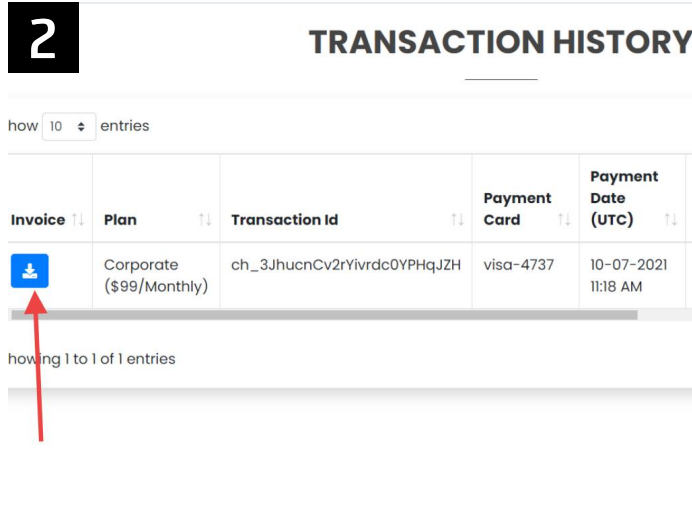 2
TRANSACTION HISTORY
how 10 entries
Invoice Plan Transaction Id Payment Card Payment Date (UTC)
Corporate ($99/Monthly) ch_3JhucnCv2rYivrdc0YPHqJZH visa-4737 10-07-2021 11:18 AM
howing 1 to 1 of 1 entries